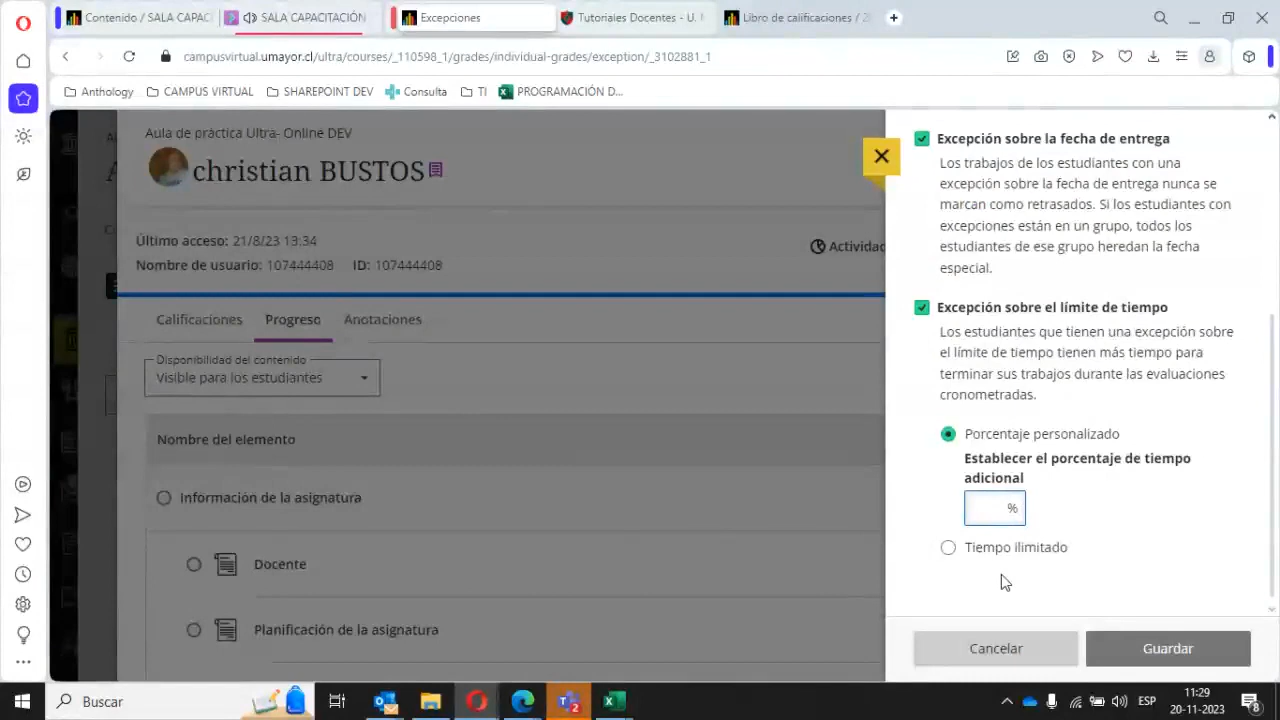 Contenido / SALA CAPAC
SALA CAPACITACIÓN
Excepciones
Tutoriales Docentes - U. M
Libro de calificaciones / 2
campusvirtual.umayor.cl/ultra/courses/_110598_1/grades/individual-grades/exception/_3102881_1
Anthology
CAMPUS VIRTUAL
SHAREPOINT DEV
Consulta
TI
PROGRAMACIÓN D...
Aula de práctica Ultra- Online DEV
christian BUSTOS
Último acceso: 21/8/23 13:34
Nombre de usuario: 107444408 ID: 107444408
Actividad
Calificaciones
Progreso
Anotaciones
Disponibilidad del contenido
Visible para los estudiantes
Nombre del elemento
Información de la asignatura
Docente
Planificación de la asignatura
Excepción sobre la fecha de entrega
Los trabajos de los estudiantes con una
excepción sobre la fecha de entrega nunca se
marcan como retrasados. Si los estudiantes con
excepciones están en un grupo, todos los
estudiantes de ese grupo heredan la fecha
especial.
Excepción sobre el límite de tiempo
Los estudiantes que tienen una excepción sobre
el límite de tiempo tienen más tiempo para
terminar sus trabajos durante las evaluaciones
cronometradas.
Porcentaje personalizado
Establecer el porcentaje de tiempo
adicional
%
Tiempo ilimitado
Cancelar
Guardar
Buscar
ESP
11:29
20-11-2023
8